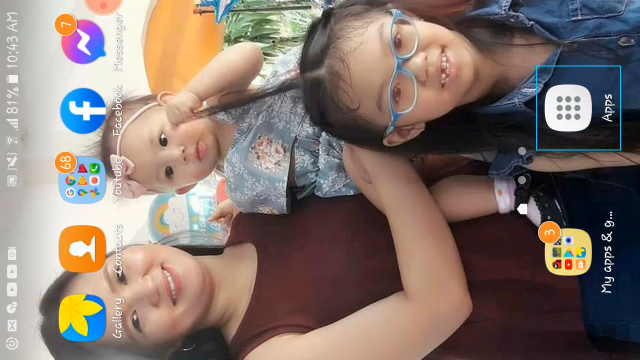 81% 10:43 AM
68 7
Gallery Contacts Youtube Facebook Messenger
3
My apps & g... Apps